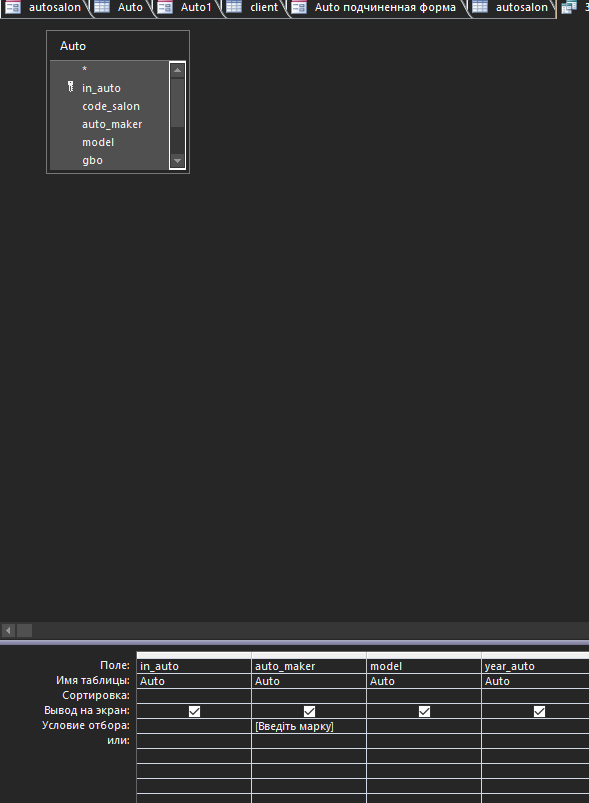 autosalon Auto Auto1 client Auto подчиненная форма autosalon
Auto
*
in_auto
code_salon
auto_maker
model
gbo
Поле: in_auto auto_maker model year_auto
Имя таблицы: Auto Auto Auto Auto
Сортировка:
Вывод на экран:
Условие отбора: [Введіть марку]
или: